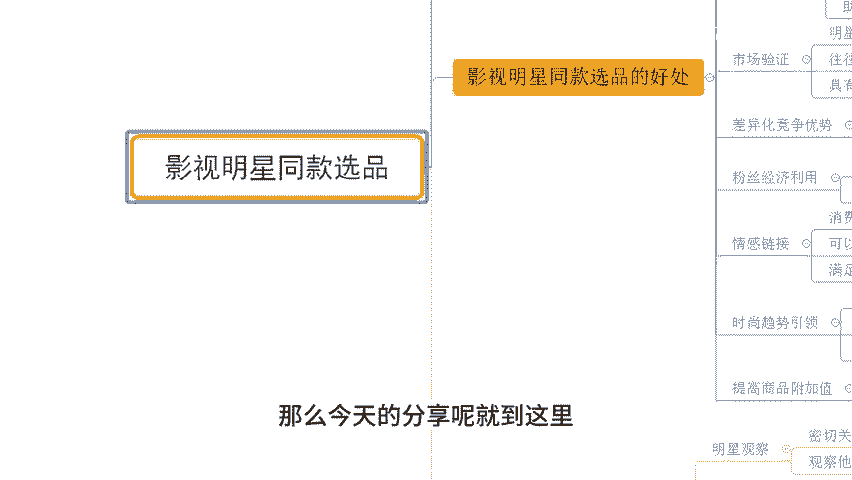 明星
市场验证
往往
具有
影视明星同款选品的好处
差异化竞争优势
影视明星同款选品
粉丝经济利用
消费
情感链接
可以
满足
时尚趋势引领
提高商品附加值
那么今天的分享呢就到这里
明星观察
密切关
观察他